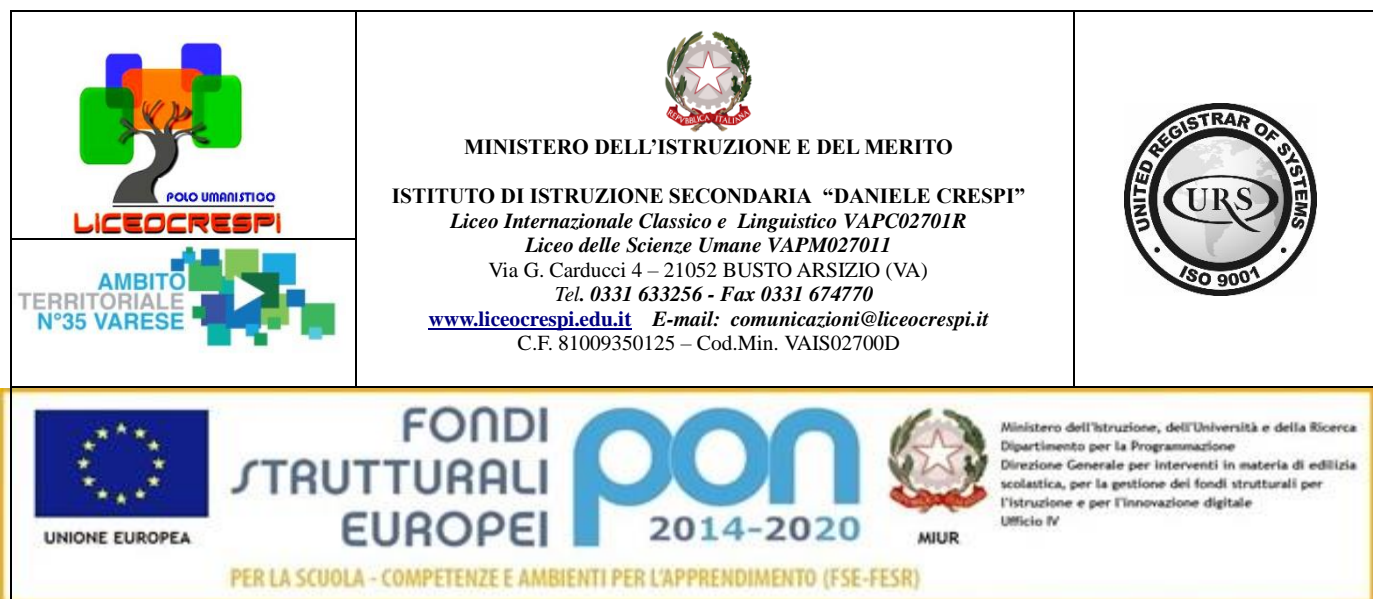 POLO UMANISTICO
LICEOCRESPI
AMBITO
TERRITORIALE
N°35 VARESE
REPVBBLICA ITALIANA
MINISTERO DELL’ISTRUZIONE E DEL MERITO
ISTITUTO DI ISTRUZIONE SECONDARIA “DANIELE CRESPI”
Liceo Internazionale Classico e Linguistico VAPC02701R
Liceo delle Scienze Umane VAPM027011
Via G. Carducci 4 – 21052 BUSTO ARSIZIO (VA)
Tel. 0331 633256 - Fax 0331 674770
www.liceocrespi.edu.it E-mail: comunicazioni@liceocrespi.it
C.F. 81009350125 – Cod.Min. VAIS02700D
UNITED REGISTRAR OF SYSTEMS
URS
ISO 9001
UNIONE EUROPEA
FONDI
STRUTTURALI
EUROPEI
pon
2014-2020
MIUR
Ministero dell'Istruzione, dell'Università e della Ricerca
Dipartimento per la Programmazione
Direzione Generale per interventi in materia di edilizia
scolastica, per la gestione dei fondi strutturali per
l'istruzione e per l'innovazione digitale
Ufficio IV
PER LA SCUOLA - COMPETENZE E AMBIENTI PER L'APPRENDIMENTO (FSE-FESR)